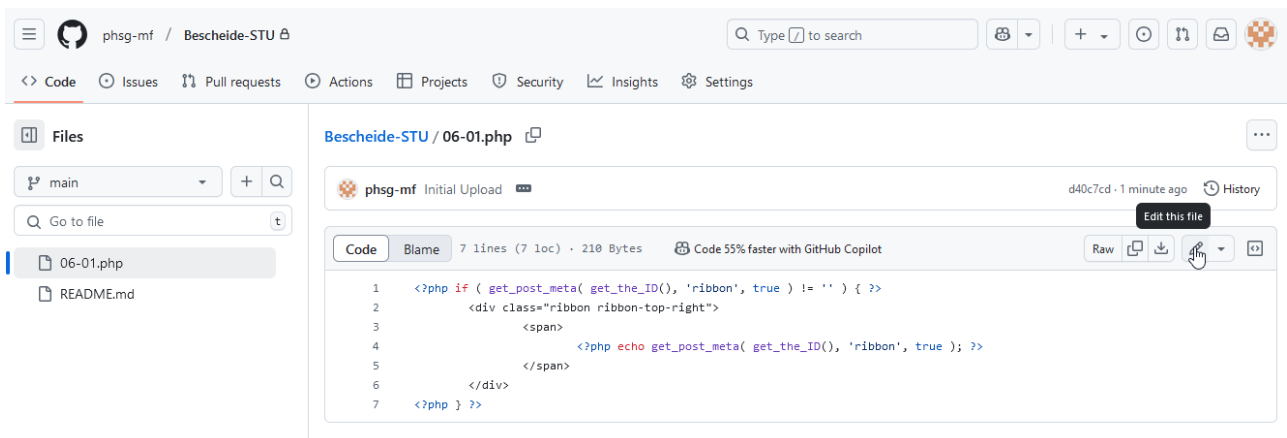 phsg-mf / Bescheide-STU
Type / to search
Code Issues Pull requests Actions Projects Security Insights Settings
Files
main
Go to file t
06-01.php
README.md
Bescheide-STU / 06-01.php
phsg-mf Initial Upload d40c7cd · 1 minute ago History
Edit this file
Code Blame 7 lines (7 loc) · 210 Bytes Code 55% faster with GitHub Copilot Raw
1 <?php if ( get_post_meta( get_the_ID(), 'ribbon', true ) != '' ) { ?>
2 <div class="ribbon ribbon-top-right">
3 <span>
4 <?php echo get_post_meta( get_the_ID(), 'ribbon', true ); ?>
5 </span>
6 </div>
7 <?php } ?>